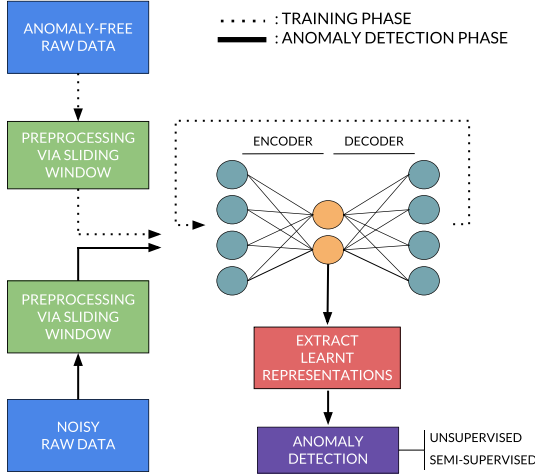 ANOMALY-FREE
RAW DATA
: TRAINING PHASE
: ANOMALY DETECTION PHASE
PREPROCESSING
VIA SLIDING
WINDOW
ENCODER
DECODER
PREPROCESSING
VIA SLIDING
WINDOW
EXTRACT
LEARNT
REPRESENTATIONS
NOISY
RAW DATA
ANOMALY
DETECTION
UNSUPERVISED
SEMI-SUPERVISED